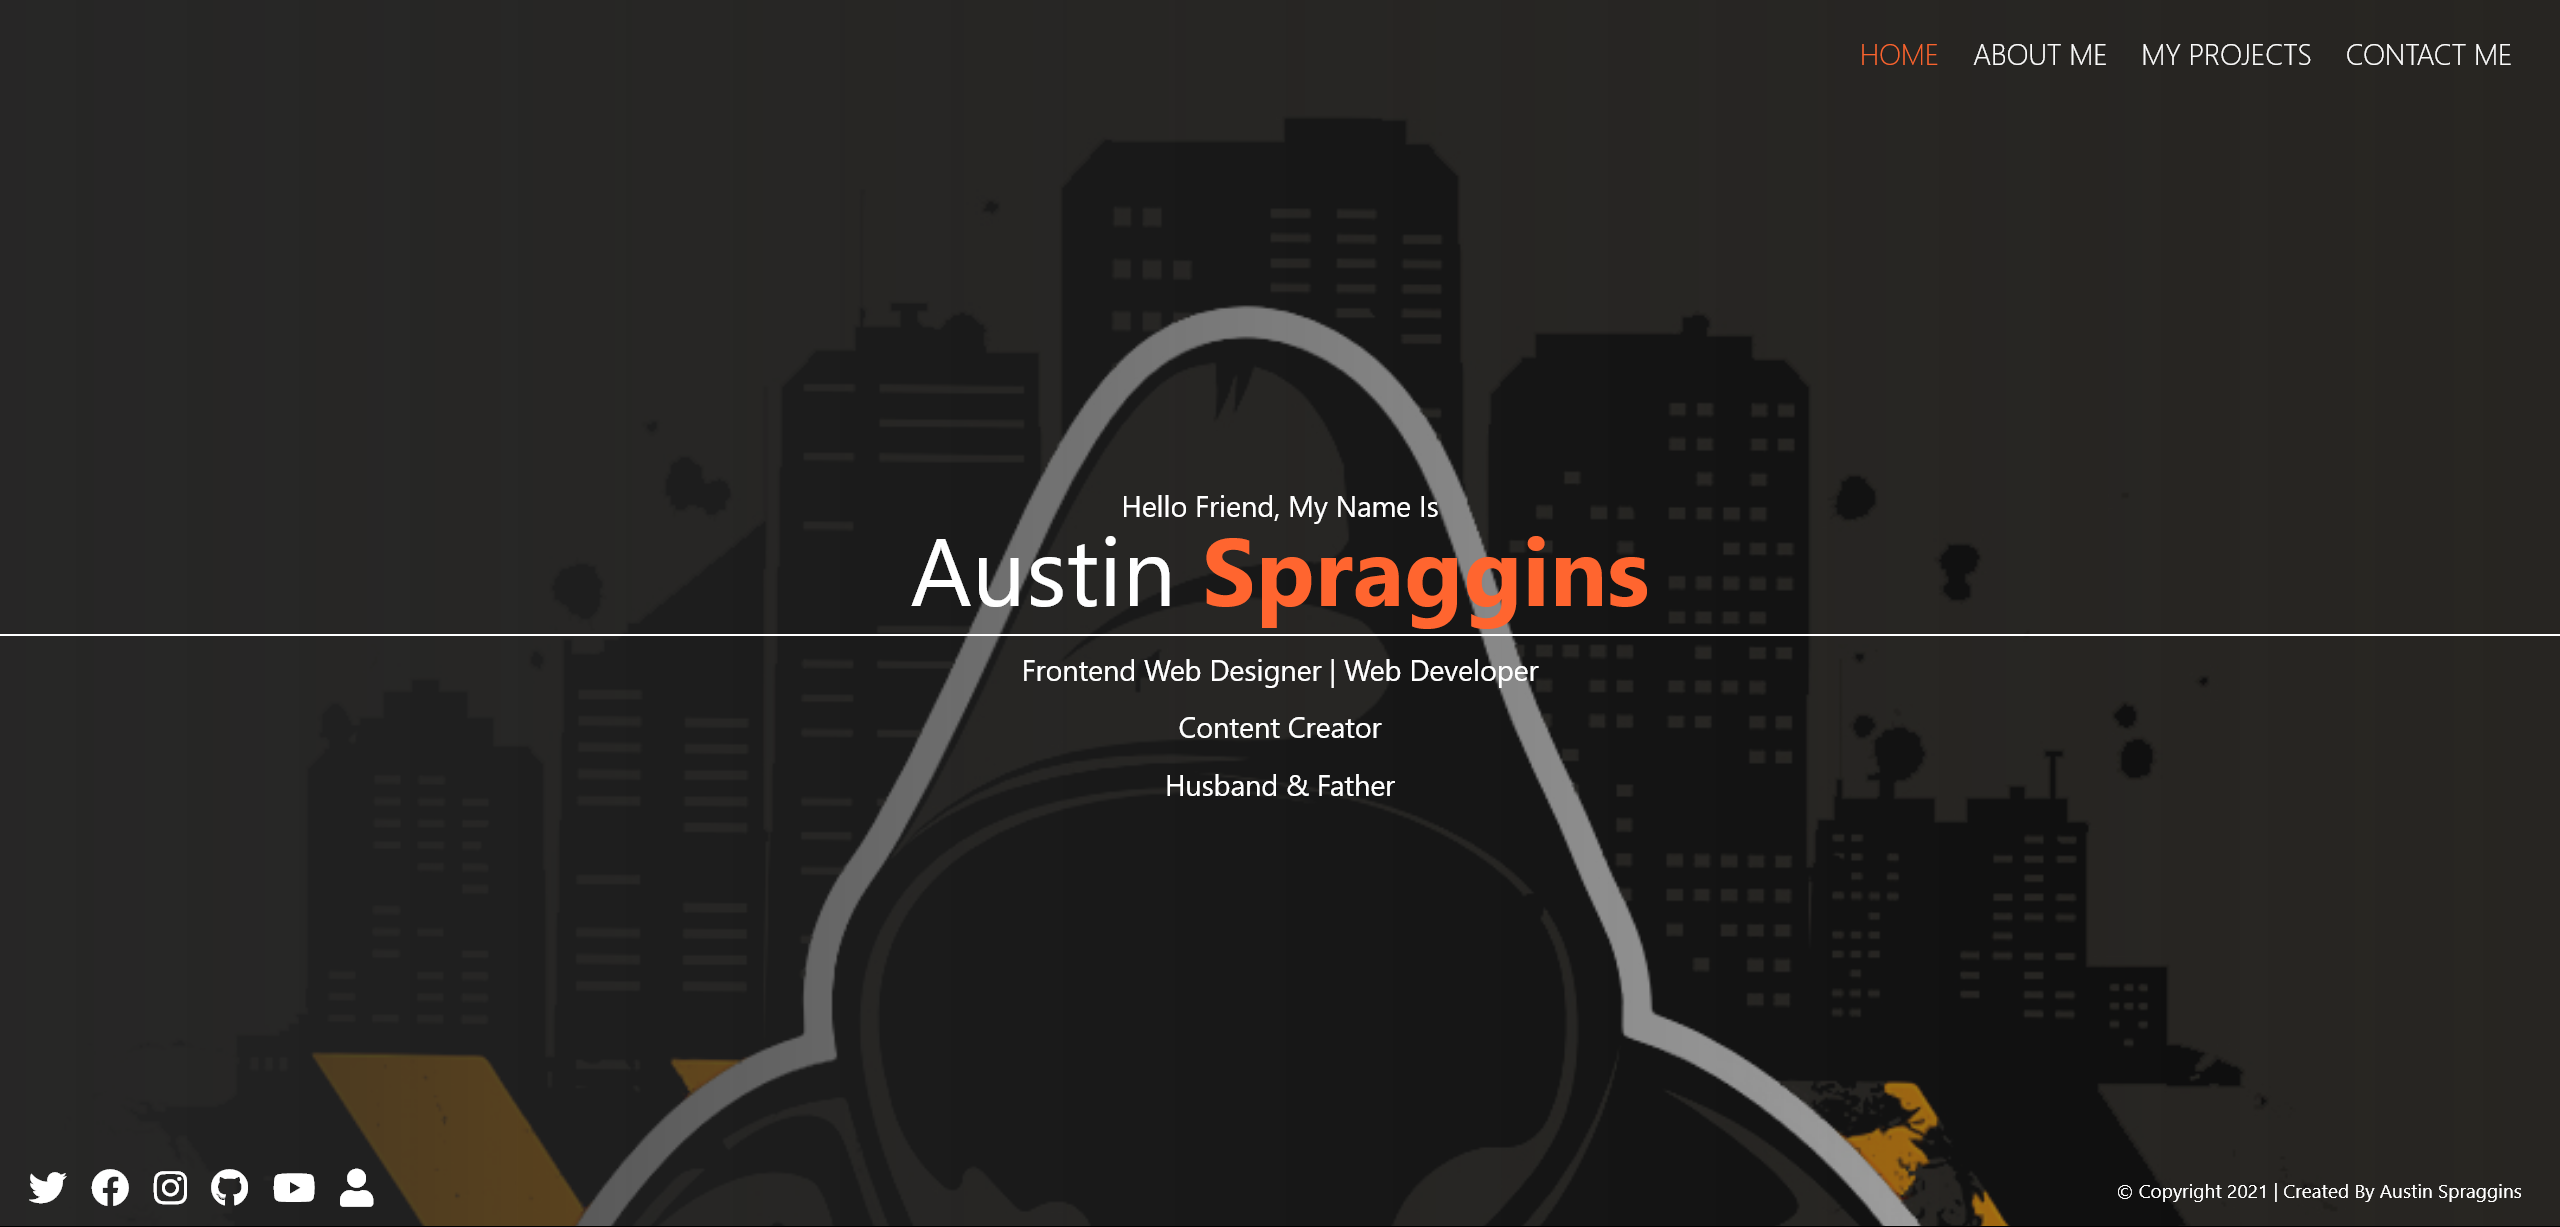 HOME ABOUT ME MY PROJECTS CONTACT ME
Hello Friend, My Name Is
Austin Spraggins
Frontend Web Designer | Web Developer
Content Creator
Husband & Father
© Copyright 2021 | Created By Austin Spraggins